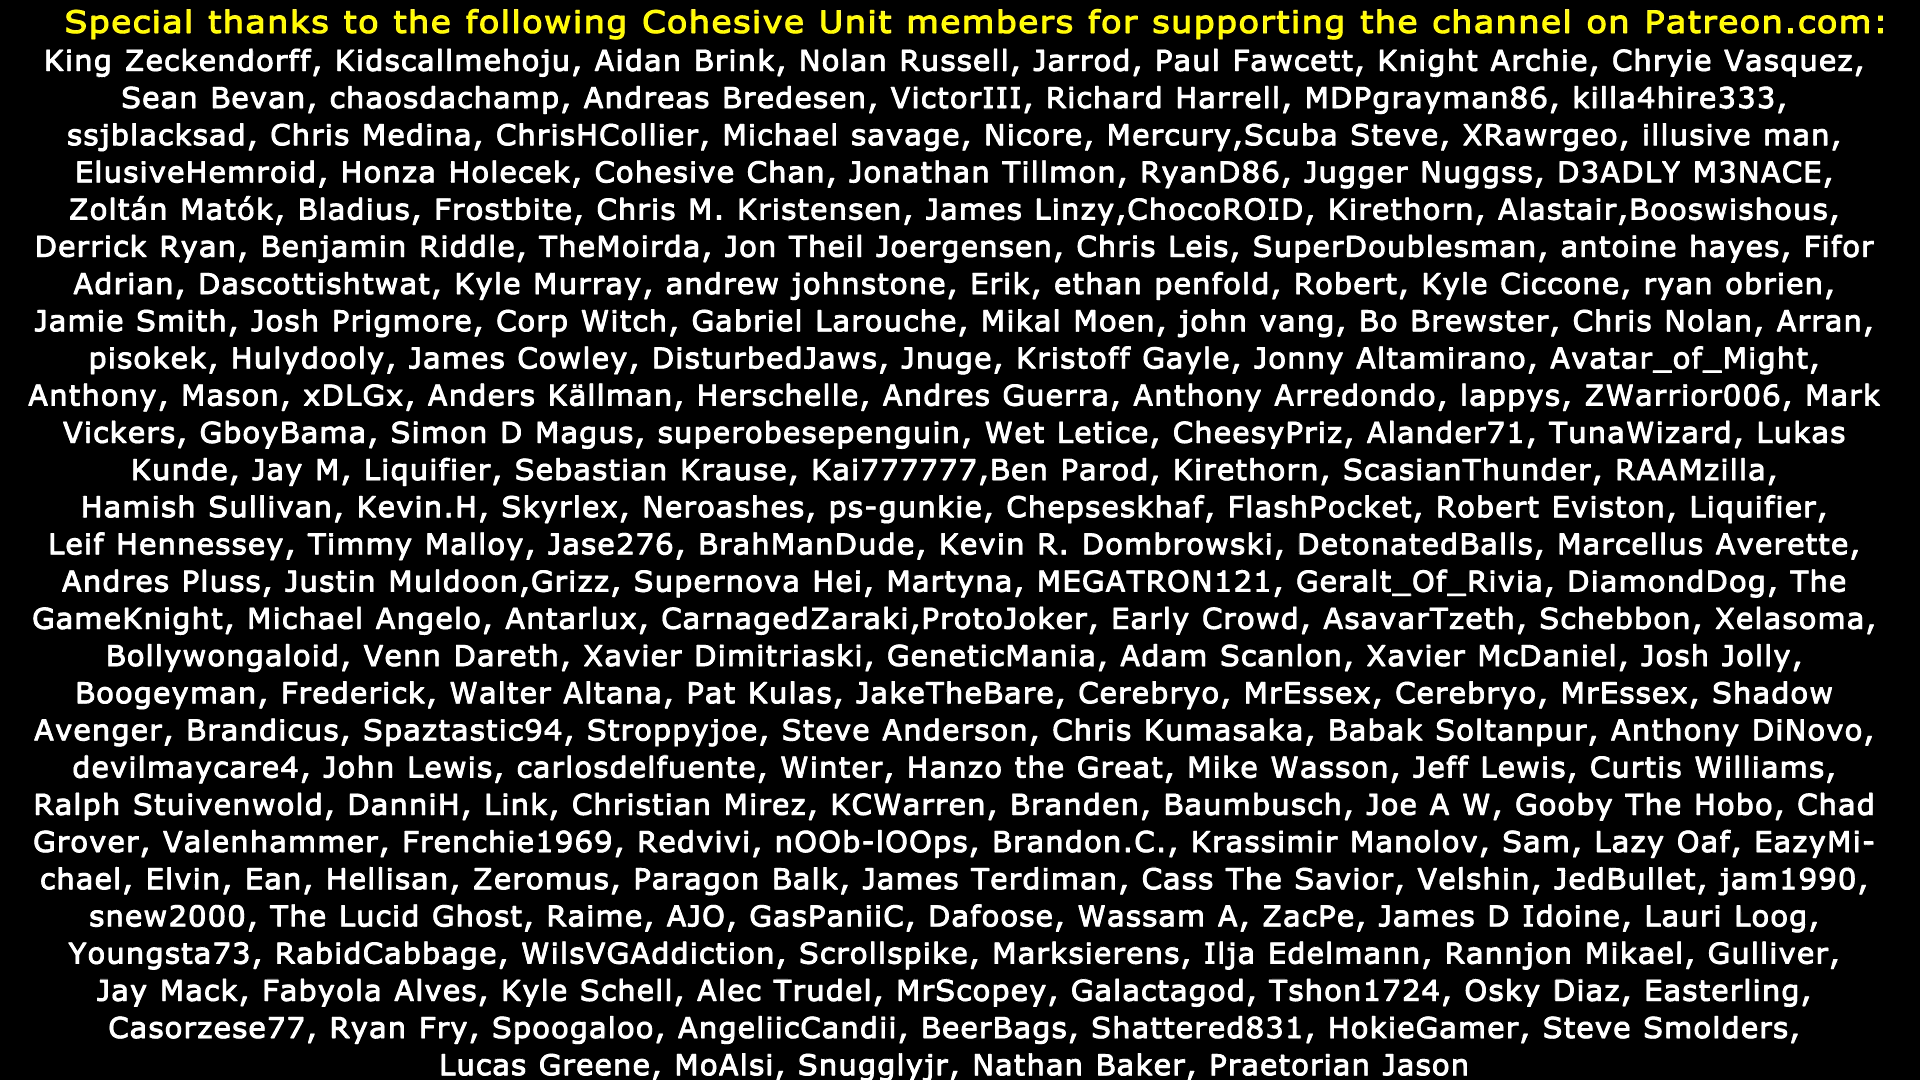 Special thanks to the following Cohesive Unit members for supporting the channel on Patreon.com:
King Zeckendorff, Kidscallmehoju, Aidan Brink, Nolan Russell, Jarrod, Paul Fawcett, Knight Archie, Chryie Vasquez,
Sean Bevan, chaosdachamp, Andreas Bredesen, VictorIII, Richard Harrell, MDPgrayman86, killa4hire333,
ssjblacksad, Chris Medina, ChrisHCollier, Michael savage, Nicore, Mercury,Scuba Steve, XRawrgeo, illusive man,
ElusiveHemroid, Honza Holecek, Cohesive Chan, Jonathan Tillmon, RyanD86, Jugger Nuggss, D3ADLY M3NACE,
Zoltán Matók, Bladius, Frostbite, Chris M. Kristensen, James Linzy,ChocoROID, Kirethorn, Alastair,Booswishous,
Derrick Ryan, Benjamin Riddle, TheMoirda, Jon Theil Joergensen, Chris Leis, SuperDoublesman, antoine hayes, Fifor
Adrian, Dascottishtwat, Kyle Murray, andrew johnstone, Erik, ethan penfold, Robert, Kyle Ciccone, ryan obrien,
Jamie Smith, Josh Prigmore, Corp Witch, Gabriel Larouche, Mikal Moen, john vang, Bo Brewster, Chris Nolan, Arran,
pisokek, Hulydooly, James Cowley, DisturbedJaws, Jnuge, Kristoff Gayle, Jonny Altamirano, Avatar_of_Might,
Anthony, Mason, xDLGx, Anders Källman, Herschelle, Andres Guerra, Anthony Arredondo, lappys, ZWarrior006, Mark
Vickers, GboyBama, Simon D Magus, superobesepenguin, Wet Letice, CheesyPriz, Alander71, TunaWizard, Lukas
Kunde, Jay M, Liquifier, Sebastian Krause, Kai777777,Ben Parod, Kirethorn, ScasianThunder, RAAMzilla,
Hamish Sullivan, Kevin.H, Skyrlex, Neroashes, ps-gunkie, Chepseskhaf, FlashPocket, Robert Eviston, Liquifier,
Leif Hennessey, Timmy Malloy, Jase276, BrahManDude, Kevin R. Dombrowski, DetonatedBalls, Marcellus Averette,
Andres Pluss, Justin Muldoon,Grizz, Supernova Hei, Martyna, MEGATRON121, Geralt_Of_Rivia, DiamondDog, The
GameKnight, Michael Angelo, Antarlux, CarnagedZaraki,ProtoJoker, Early Crowd, AsavarTzeth, Schebbon, Xelasoma,
Bollywongaloid, Venn Dareth, Xavier Dimitriaski, GeneticMania, Adam Scanlon, Xavier McDaniel, Josh Jolly,
Boogeyman, Frederick, Walter Altana, Pat Kulas, JakeTheBare, Cerebryo, MrEssex, Cerebryo, MrEssex, Shadow
Avenger, Brandicus, Spaztastic94, Stroppyjoe, Steve Anderson, Chris Kumasaka, Babak Soltanpur, Anthony DiNovo,
devilmaycare4, John Lewis, carlosdelfuente, Winter, Hanzo the Great, Mike Wasson, Jeff Lewis, Curtis Williams,
Ralph Stuivenwold, DanniH, Link, Christian Mirez, KCWarren, Branden, Baumbusch, Joe A W, Gooby The Hobo, Chad
Grover, Valenhammer, Frenchie1969, Redvivi, nOOb-lOOps, Brandon.C., Krassimir Manolov, Sam, Lazy Oaf, EazyMi-
chael, Elvin, Ean, Hellisan, Zeromus, Paragon Balk, James Terdiman, Cass The Savior, Velshin, JedBullet, jam1990,
snew2000, The Lucid Ghost, Raime, AJO, GasPaniiC, Dafoose, Wassam A, ZacPe, James D Idoine, Lauri Loog,
Youngsta73, RabidCabbage, WilsVGAddiction, Scrollspike, Marksierens, Ilja Edelmann, Rannjon Mikael, Gulliver,
Jay Mack, Fabyola Alves, Kyle Schell, Alec Trudel, MrScopey, Galactagod, Tshon1724, Osky Diaz, Easterling,
Casorzese77, Ryan Fry, Spoogaloo, AngeliicCandii, BeerBags, Shattered831, HokieGamer, Steve Smolders,
Lucas Greene, MoAlsi, Snugglyjr, Nathan Baker, Praetorian Jason